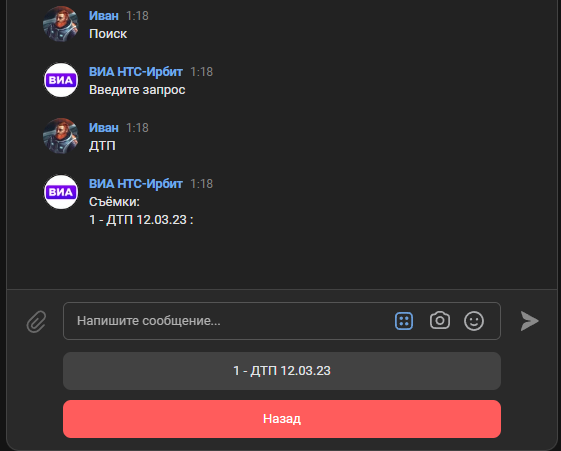 Иван 1:18
Поиск
ВИА
ВИА НТС-Ирбит 1:18
Введите запрос
Иван 1:18
ДТП
ВИА
ВИА НТС-Ирбит 1:18
Съёмки:
1 - ДТП 12.03.23 :
Напишите сообщение...
1 - ДТП 12.03.23
Назад